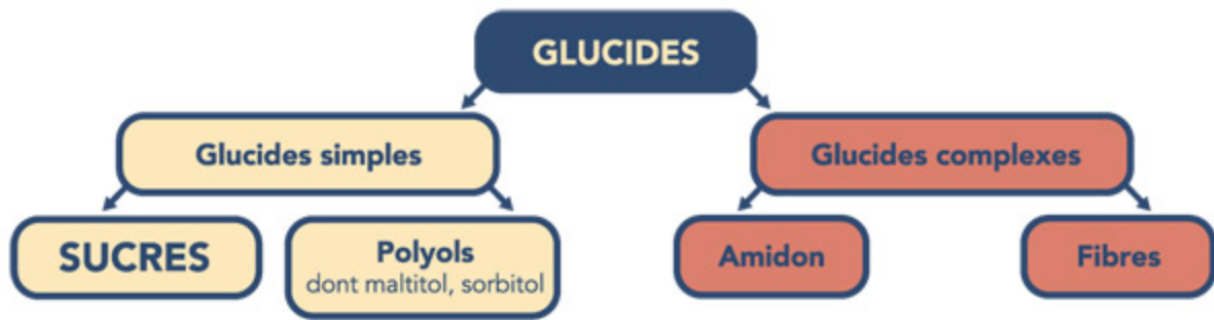 GLUCIDES
Glucides simples
Glucides complexes
SUCRES
Polyols
dont maltitol, sorbitol
Amidon
Fibres